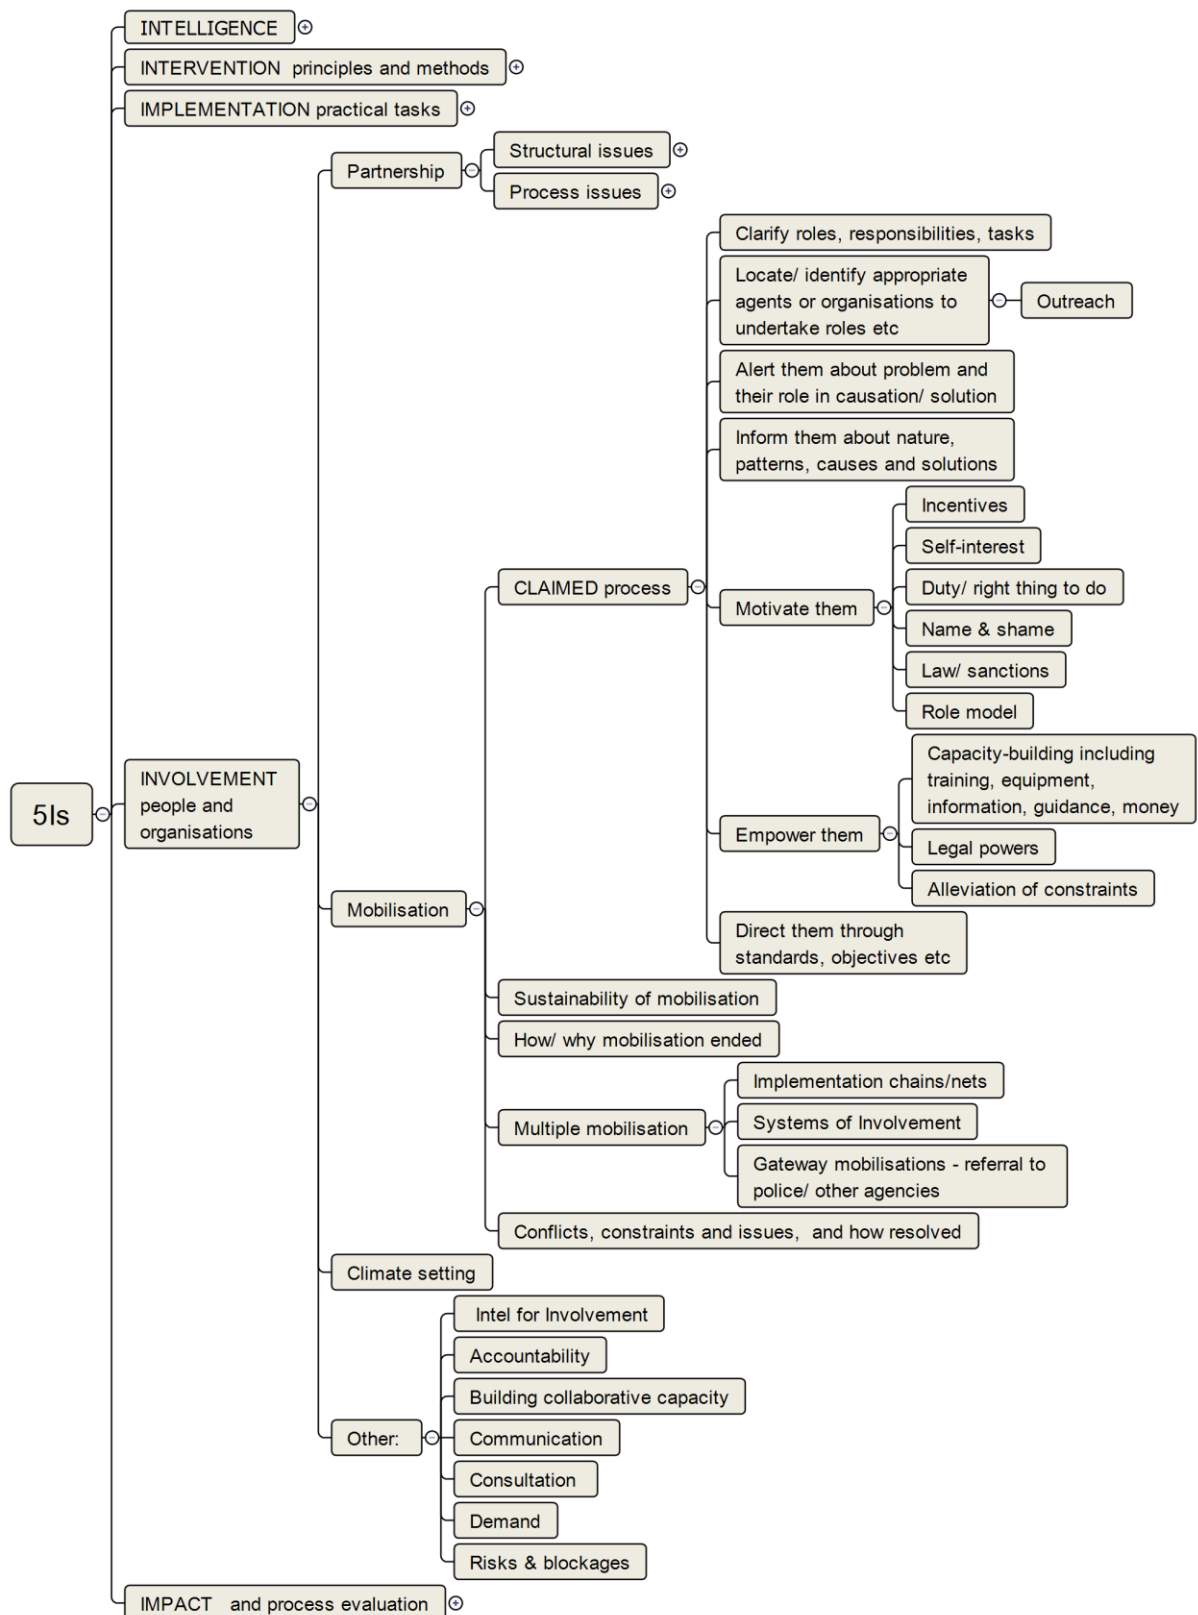 INTELLIGENCE
INTERVENTION  principles and methods
IMPLEMENTATION practical tasks
Partnership
Structural issues
Process issues
Clarify roles, responsibilities, tasks
Locate/ identify appropriate
agents or organisations to
undertake roles etc
Outreach
Alert them about problem and
their role in causation/ solution
Inform them about nature,
patterns, causes and solutions
CLAIMED process
Motivate them
Incentives
Self-interest
Duty/ right thing to do
Name & shame
Law/ sanctions
Role model
5Is
INVOLVEMENT
people and
organisations
Empower them
Capacity-building including
training, equipment,
information, guidance, money
Legal powers
Alleviation of constraints
Mobilisation
Direct them through
standards, objectives etc
Sustainability of mobilisation
How/ why mobilisation ended
Multiple mobilisation
Implementation chains/nets
Systems of Involvement
Gateway mobilisations - referral to
police/ other agencies
Conflicts, constraints and issues,  and how resolved
Climate setting
Other:
Intel for Involvement
Accountability
Building collaborative capacity
Communication
Consultation
Demand
Risks & blockages
IMPACT   and process evaluation